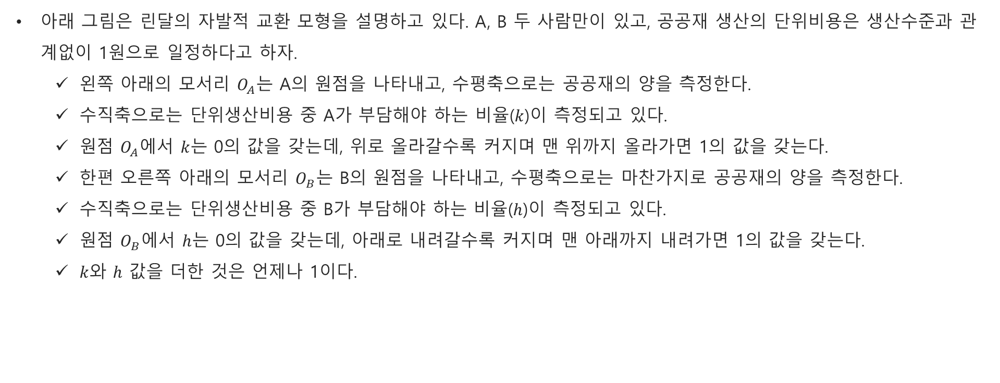 • 아래 그림은 린달의 자발적 교환 모형을 설명하고 있다. A, B 두 사람만이 있고, 공공재 생산의 단위비용은 생산수준과 관
계없이 1원으로 일정하다고 하자.
✓ 왼쪽 아래의 모서리 O_A는 A의 원점을 나타내고, 수평축으로는 공공재의 양을 측정한다.
✓ 수직축으로는 단위생산비용 중 A가 부담해야 하는 비율(k)이 측정되고 있다.
✓ 원점 O_A에서 k는 0의 값을 갖는데, 위로 올라갈수록 커지며 맨 위까지 올라가면 1의 값을 갖는다.
✓ 한편 오른쪽 아래의 모서리 O_B는 B의 원점을 나타내고, 수평축으로는 마찬가지로 공공재의 양을 측정한다.
✓ 수직축으로는 단위생산비용 중 B가 부담해야 하는 비율(h)이 측정되고 있다.
✓ 원점 O_B에서 h는 0의 값을 갖는데, 아래로 내려갈수록 커지며 맨 아래까지 내려가면 1의 값을 갖는다.
✓ k와 h 값을 더한 것은 언제나 1이다.